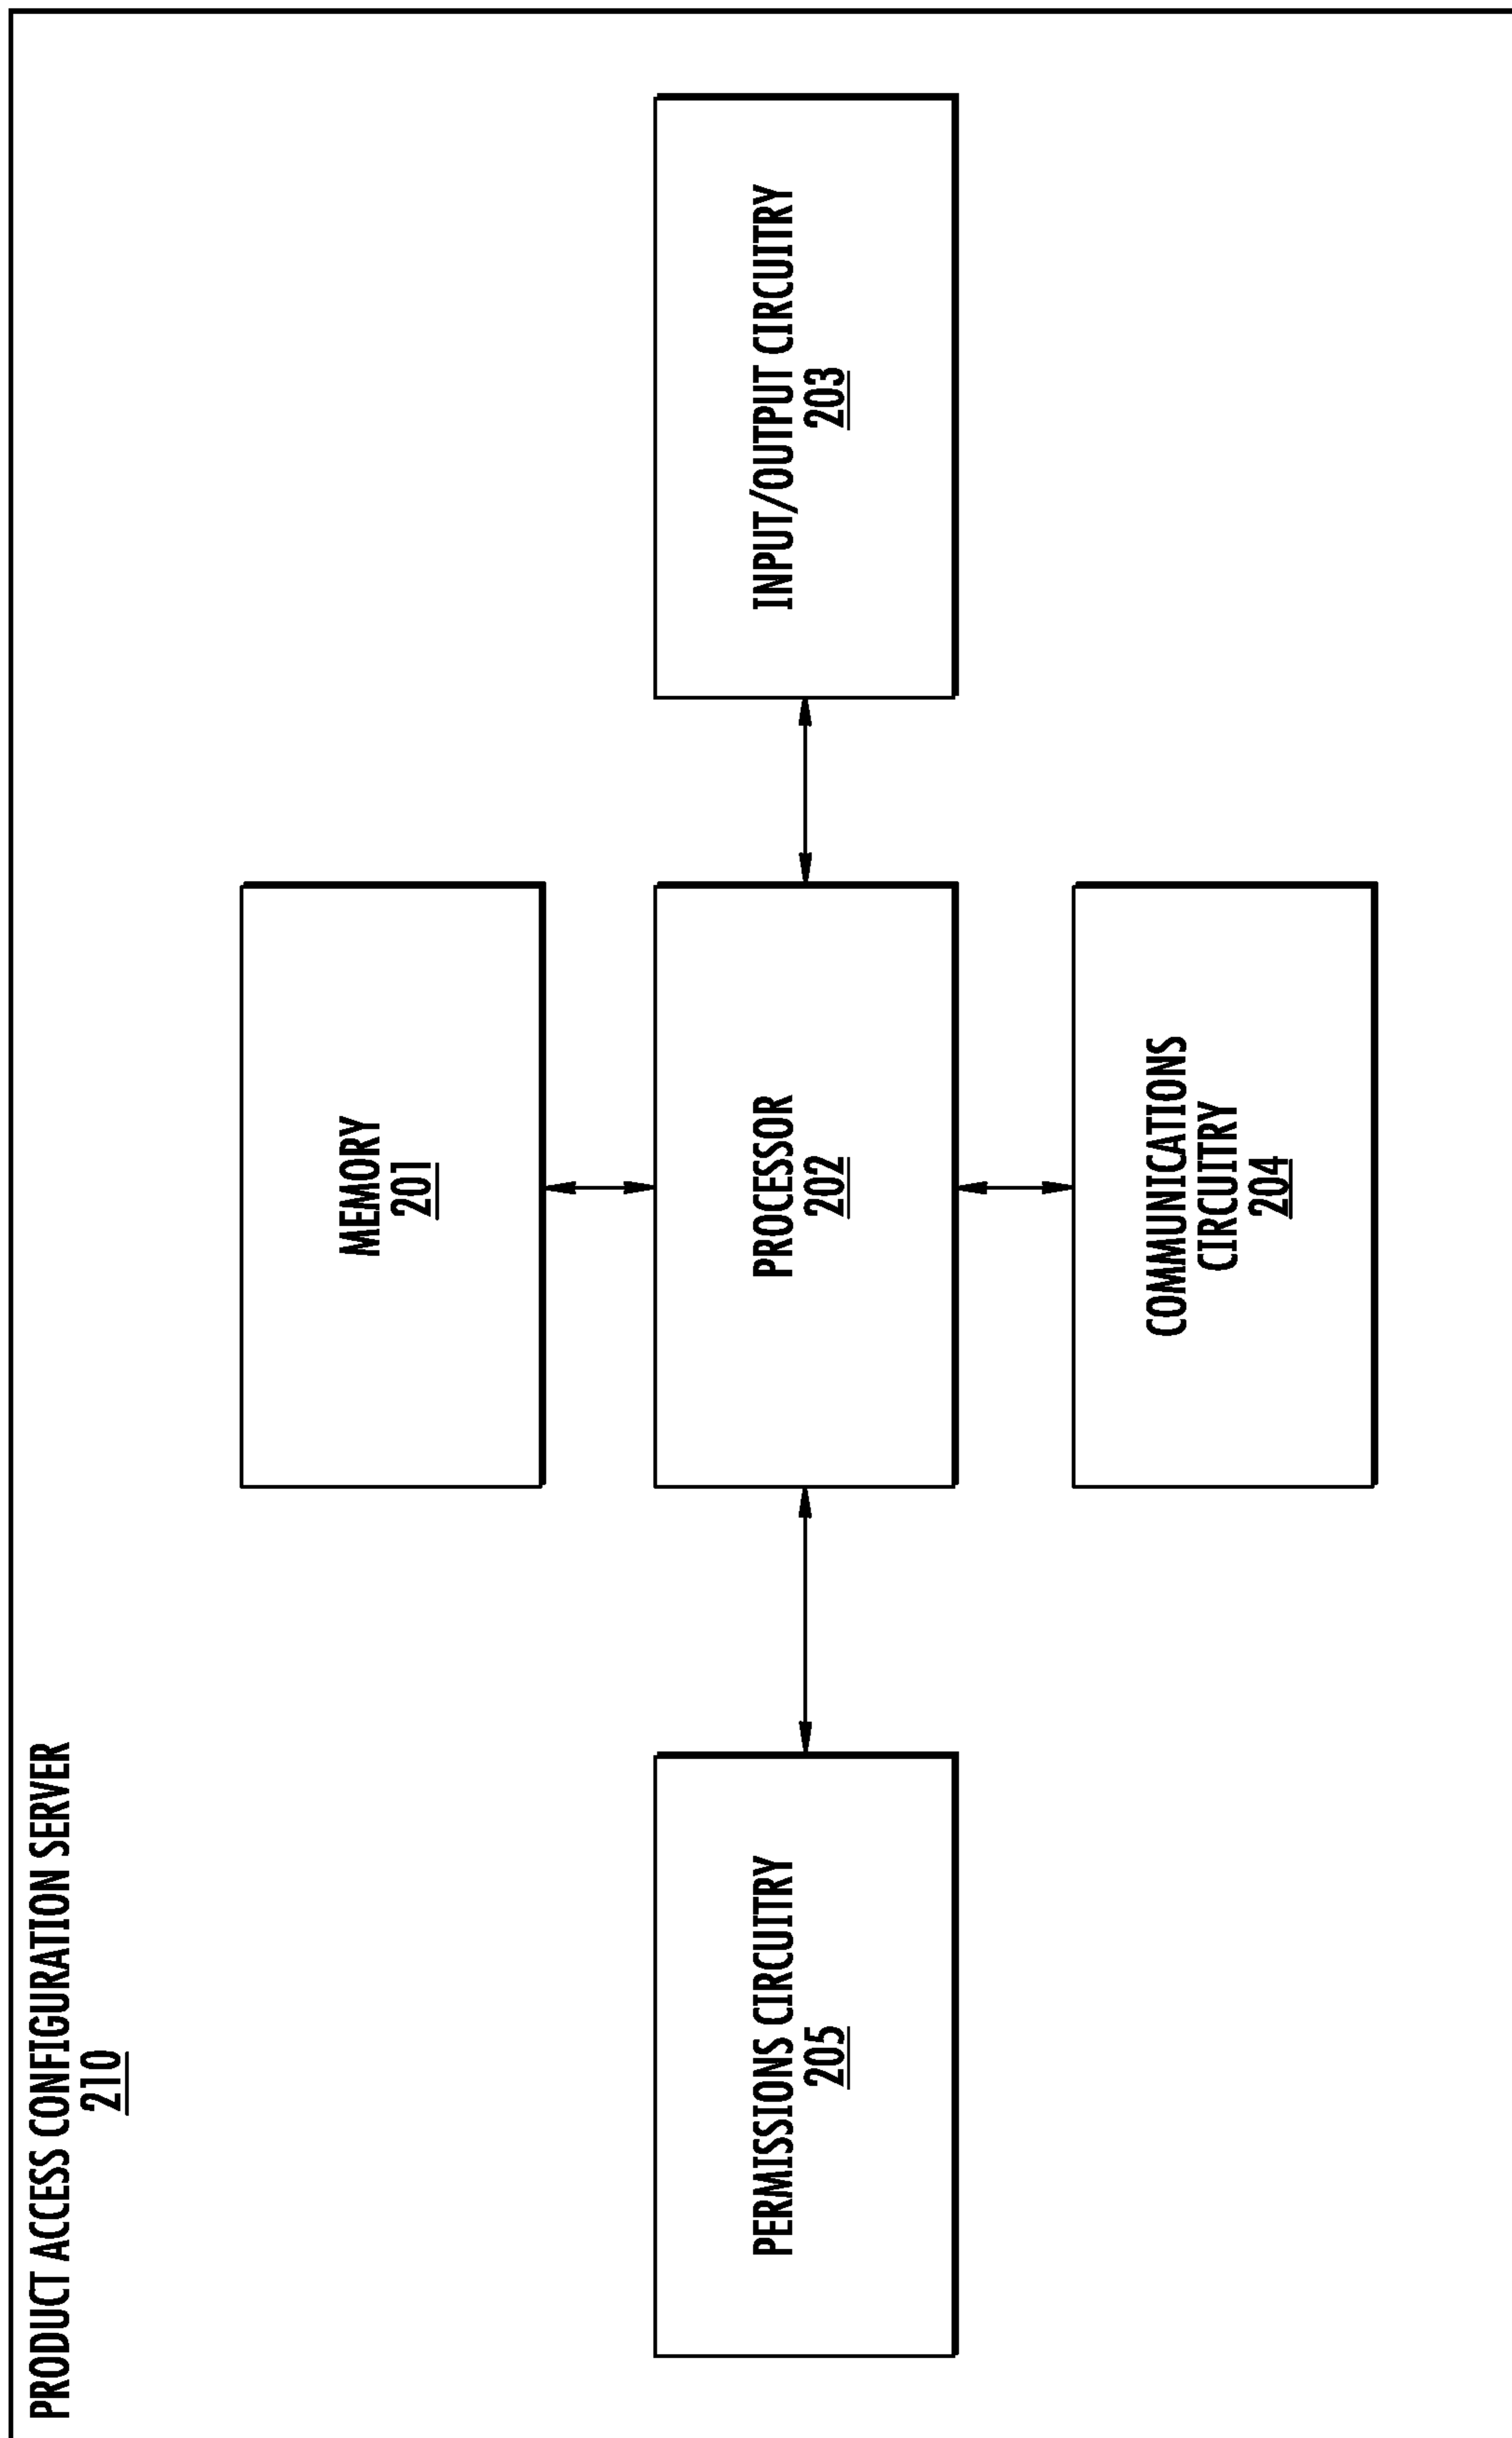 PRODUCT ACCESS CONFIGURATION SERVER
210
MEMORY
201
PERMISSIONS CIRCUITRY
205
PROCESSOR
202
INPUT/OUTPUT CIRCUITRY
203
COMMUNICATIONS
CIRCUITRY
204